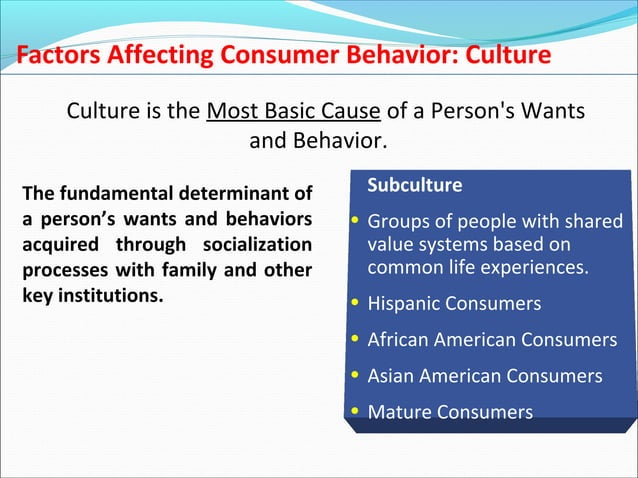 Factors Affecting Consumer Behavior: Culture
Culture is the Most Basic Cause of a Person's Wants
and Behavior.
The fundamental determinant of
a person’s wants and behaviors
acquired through socialization
processes with family and other
key institutions.
Subculture
• Groups of people with shared
value systems based on
common life experiences.
• Hispanic Consumers
• African American Consumers
• Asian American Consumers
• Mature Consumers